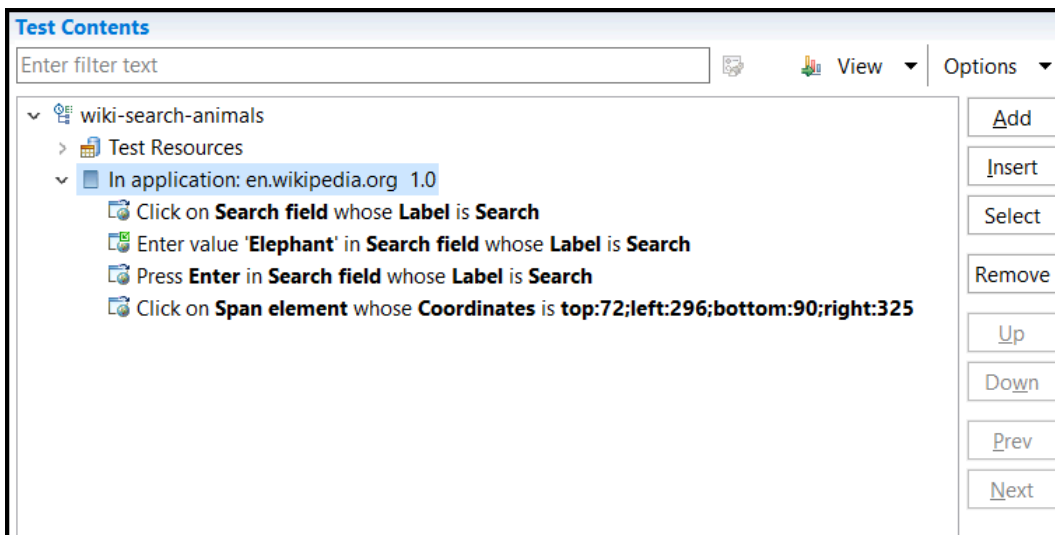 Test Contents
Enter filter text
View
Options
wiki-search-animals
Test Resources
In application: en.wikipedia.org 1.0
Click on Search field whose Label is Search
Enter value 'Elephant' in Search field whose Label is Search
Press Enter in Search field whose Label is Search
Click on Span element whose Coordinates is top:72;left:296;bottom:90;right:325
Add
Insert
Select
Remove
Up
Down
Prev
Next